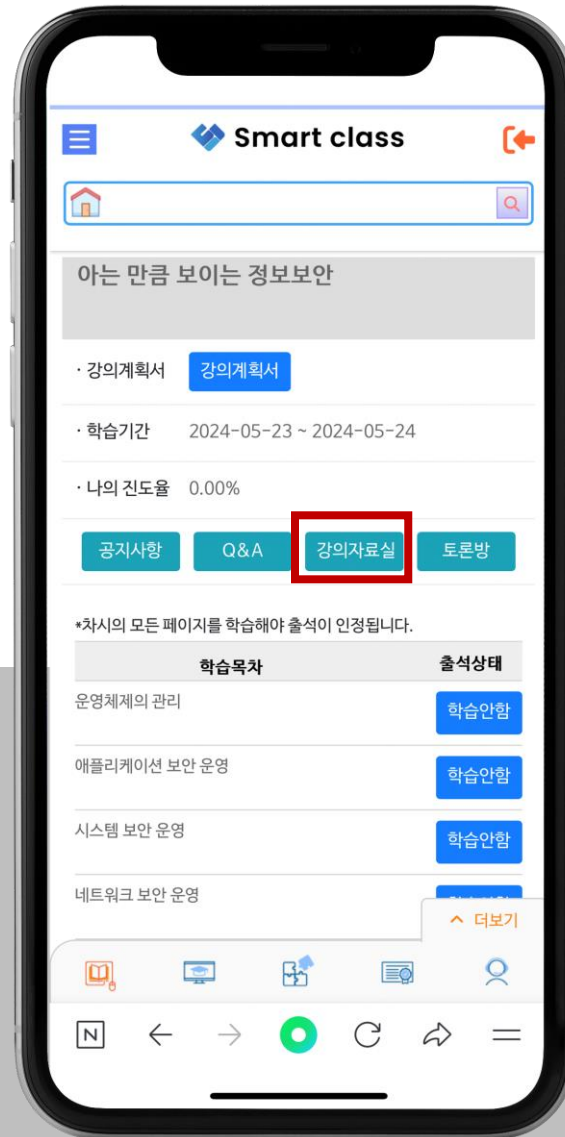 Smart class
아는 만큼 보이는 정보보안
· 강의계획서 강의계획서
· 학습기간 2024-05-23 ~ 2024-05-24
· 나의 진도율 0.00%
공지사항 Q&A 강의자료실 토론방
*차시의 모든 페이지를 학습해야 출석이 인정됩니다.
학습목차 출석상태
운영체제의 관리 학습안함
애플리케이션 보안 운영 학습안함
시스템 보안 운영 학습안함
네트워크 보안 운영
더보기
N